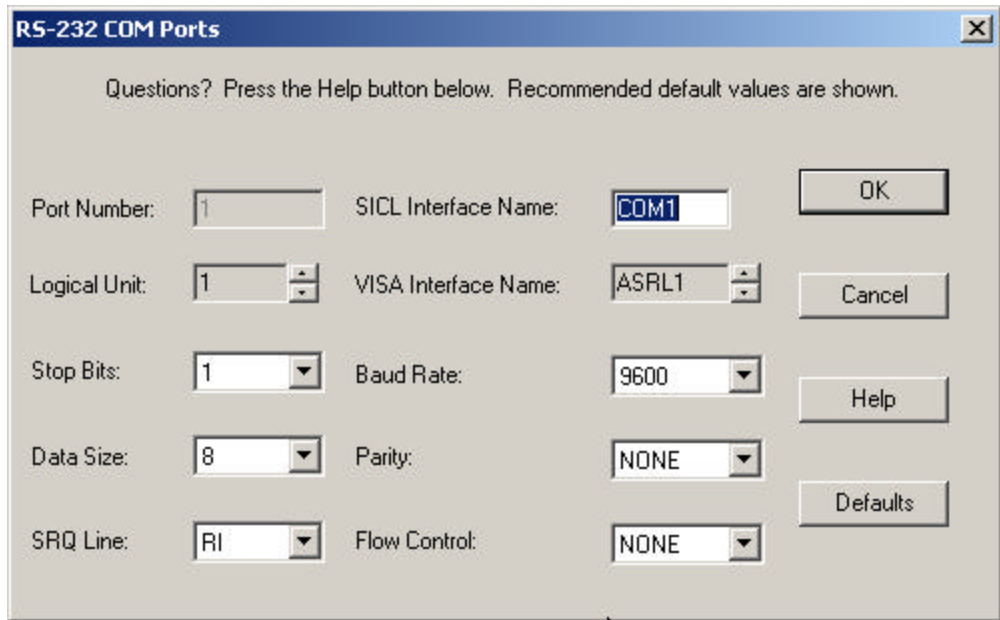 RS-232 COM Ports
Questions? Press the Help button below. Recommended default values are shown.
Port Number: 1 SICL Interface Name: COM1 OK
Logical Unit: 1 VISA Interface Name: ASRL1 Cancel
Stop Bits: 1 Baud Rate: 9600 Help
Data Size: 8 Parity: NONE Defaults
SRQ Line: RI Flow Control: NONE